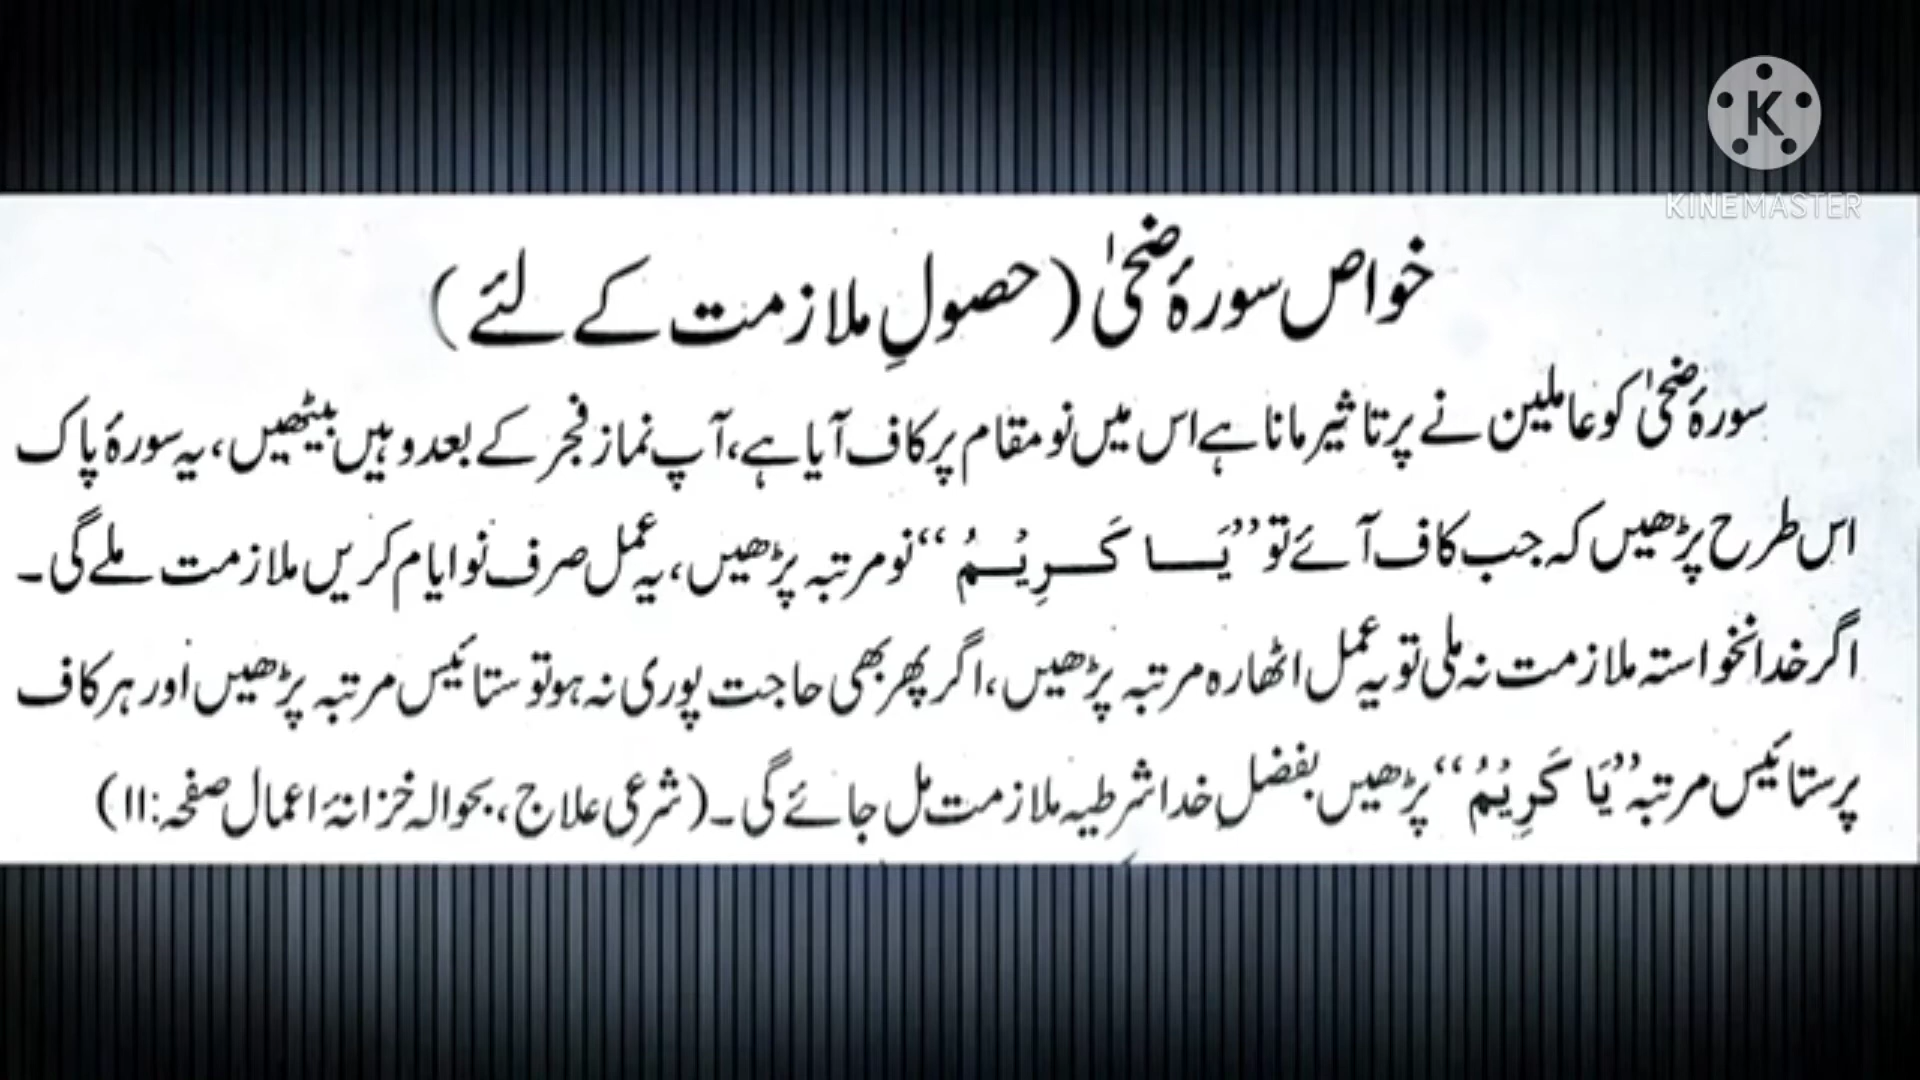 K
KINEMASTER
خواص سورۂ ضحیٰ (حصولِ ملازمت کے لئے)
سورۂ ضحیٰ کو عاملین نے پرتاثیر مانا ہے اس میں نو مقام پر کاف آیا ہے، آپ نماز فجر کے بعد وہیں بیٹھیں، یہ سورۂ پاک
اس طرح پڑھیں کہ جب کاف آئے تو ”یَا کَرِیْمُ“ نو مرتبہ پڑھیں، یہ عمل صرف نو ایام کریں ملازمت ملے گی۔
اگر خدانخواستہ ملازمت نہ ملی تو یہ عمل اٹھارہ مرتبہ پڑھیں، اگر پھر بھی حاجت پوری نہ ہو تو ستائیس مرتبہ پڑھیں اور ہر کاف
پر ستائیس مرتبہ ”یَا کَرِیْمُ“ پڑھیں بفضلِ خدا شرطیہ ملازمت مل جائے گی۔ (شرعی علاج، بحوالہ خزانۂ اعمال صفحہ: ۱۱)